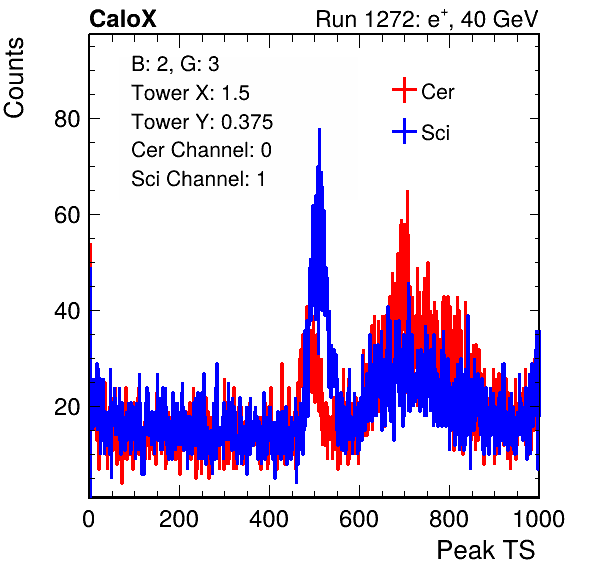 CaloX
Run 1272: e⁺, 40 GeV
Counts
B: 2, G: 3
Tower X: 1.5
Tower Y: 0.375
Cer Channel: 0
Sci Channel: 1
Cer
Sci
80
60
40
20
0 200 400 600 800 1000
Peak TS